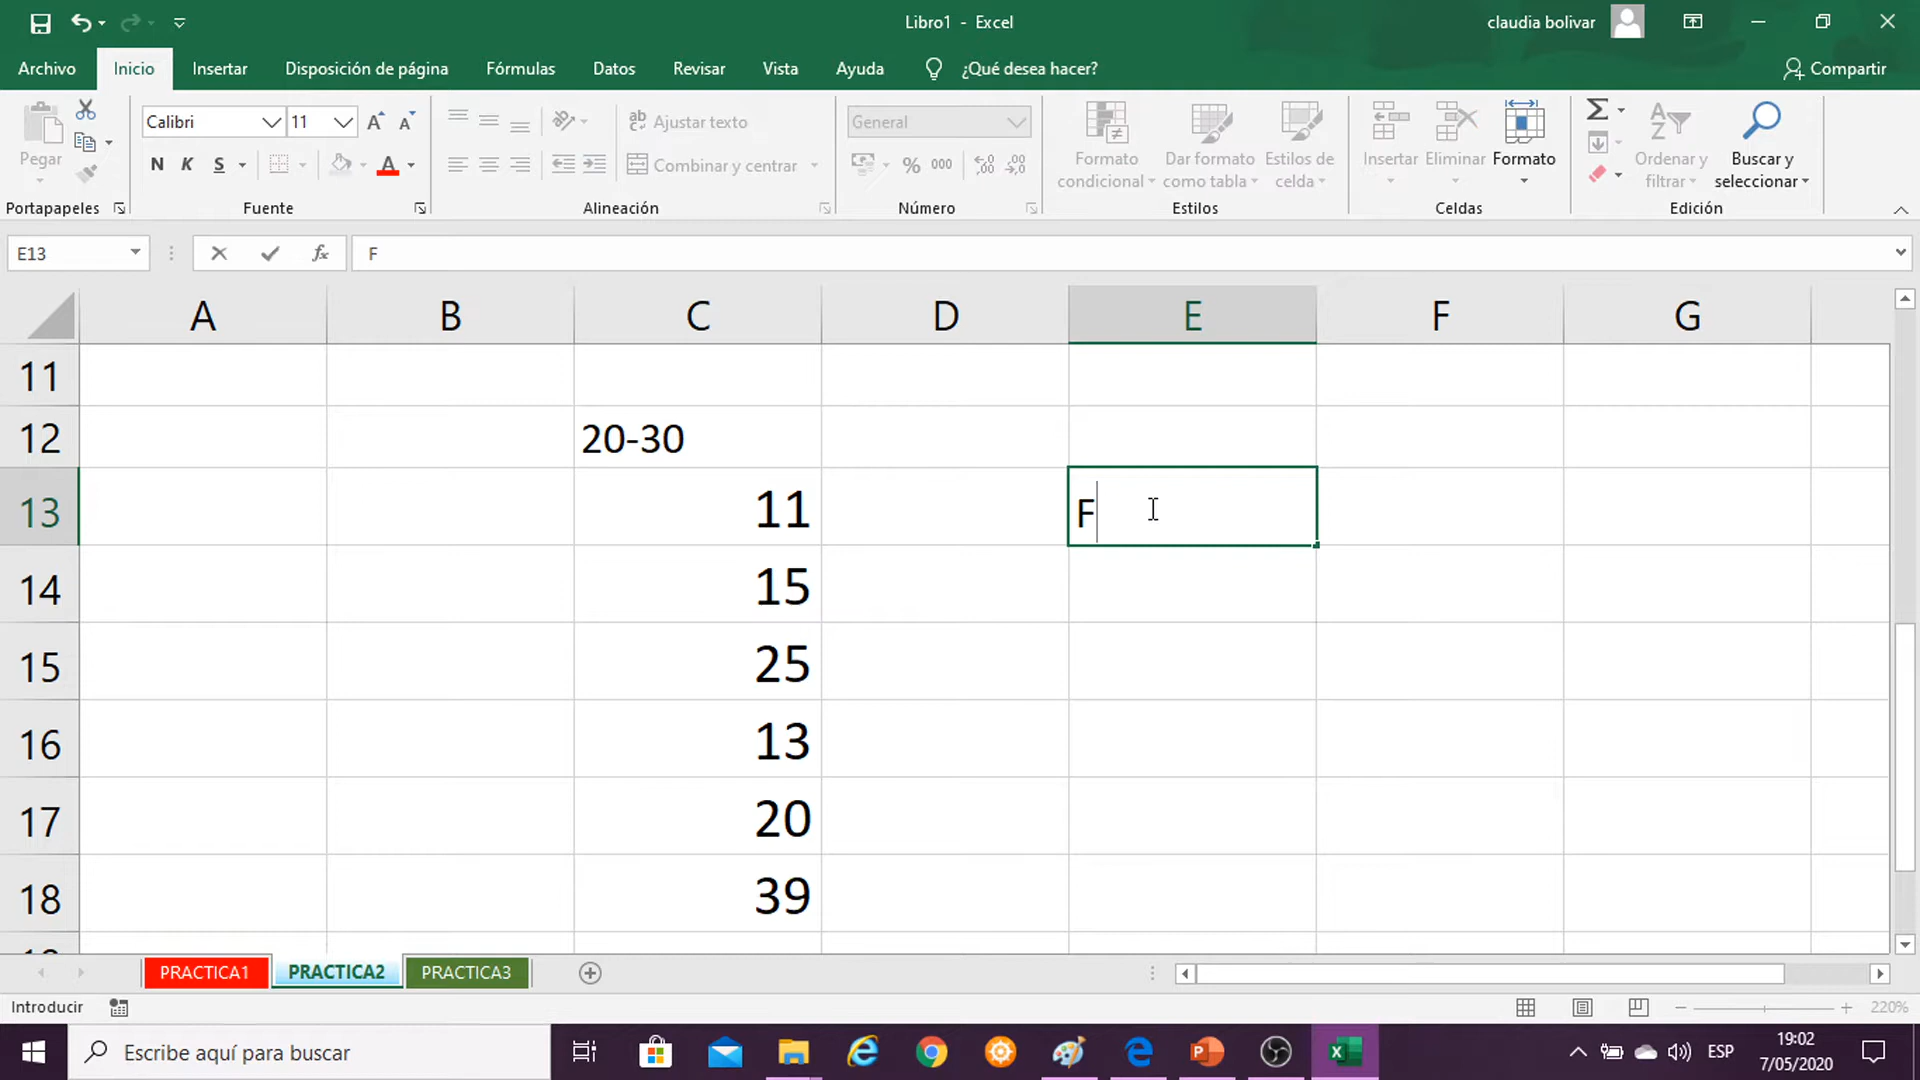 Libro1 - Excel
claudia bolivar
Archivo Inicio Insertar Disposición de página Fórmulas Datos Revisar Vista Ayuda ¿Qué desea hacer? Compartir
Pegar
Portapapeles
Calibri 11
N K S A
Fuente
Ajustar texto
Combinar y centrar
Alineación
General
% 000
Número
Formato condicional
Dar formato como tabla
Estilos de celda
Estilos
Insertar Eliminar Formato
Celdas
Ordenar y filtrar
Buscar y seleccionar
Edición
E13 fx F
A B C D E F G
11
12 20-30
13 11 F
14 15
15 25
16 13
17 20
18 39
PRACTICA1 PRACTICA2 PRACTICA3
Introducir 220%
Escribe aquí para buscar
ESP
19:02
7/05/2020